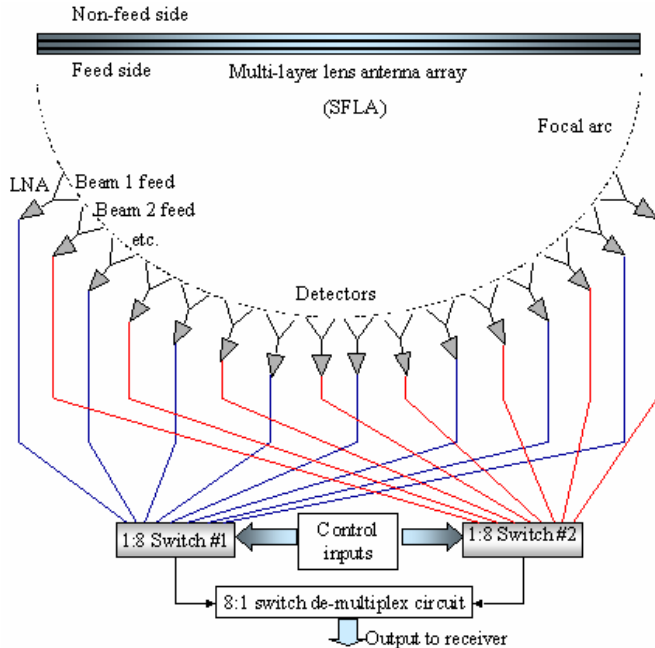 Non-feed side
Feed side
Multi-layer lens antenna array
(SFLA)
Focal arc
LNA
Beam 1 feed
Beam 2 feed
etc.
Detectors
1:8 Switch #1
Control
inputs
1:8 Switch #2
8:1 switch de-multiplex circuit
Output to receiver